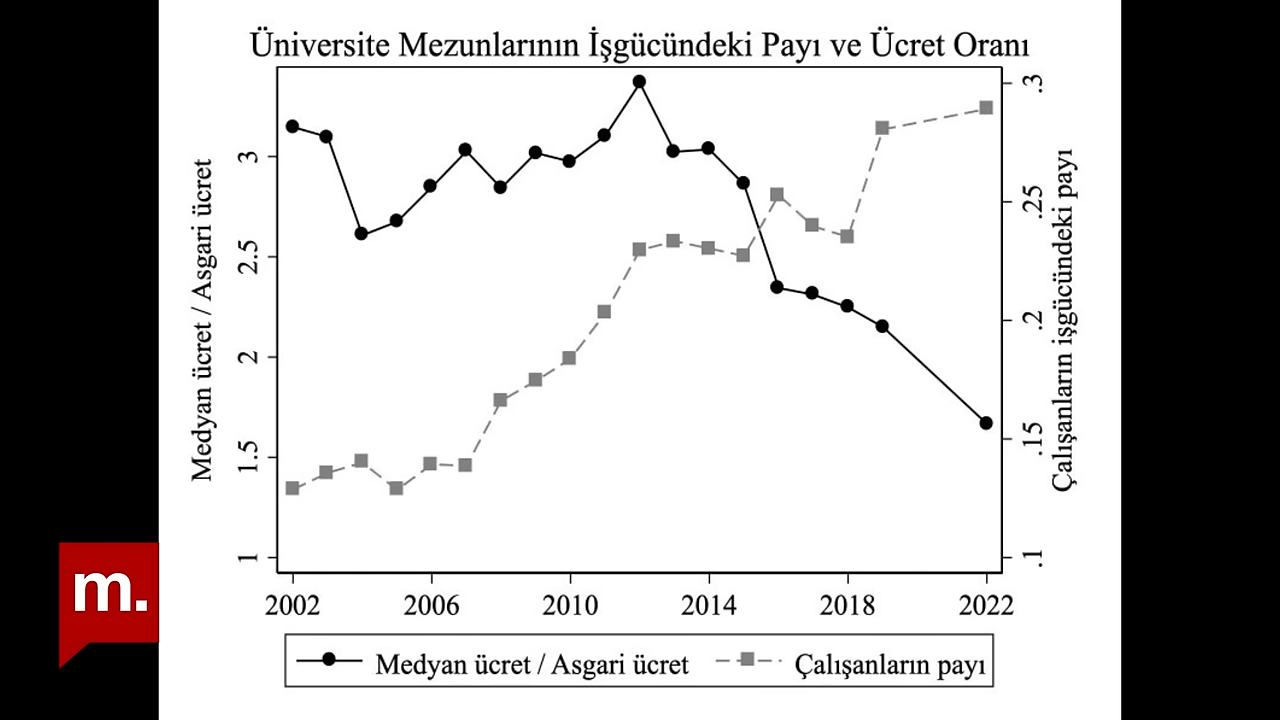 Üniversite Mezunlarının İşgücündeki Payı ve Ücret Oranı
Medyan ücret / Asgari ücret
3
2.5
2
1.5
1
.3
.25
.2
.15
.1
Çalışanların işgücündeki payı
2002 2006 2010 2014 2018 2022
Medyan ücret / Asgari ücret Çalışanların payı
m.